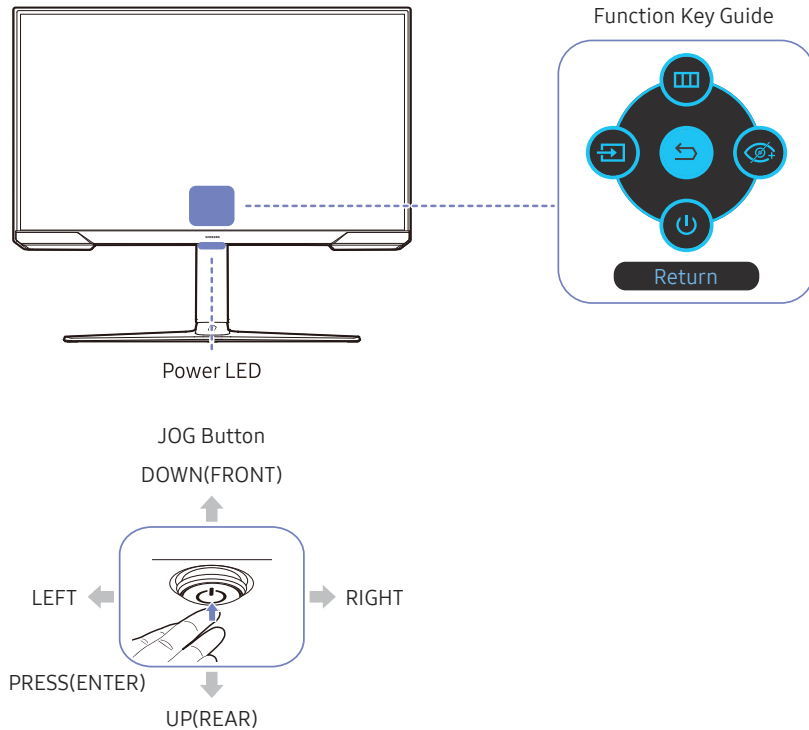 Function Key Guide
Return
Power LED
JOG Button
DOWN(FRONT)
LEFT
RIGHT
PRESS(ENTER)
UP(REAR)